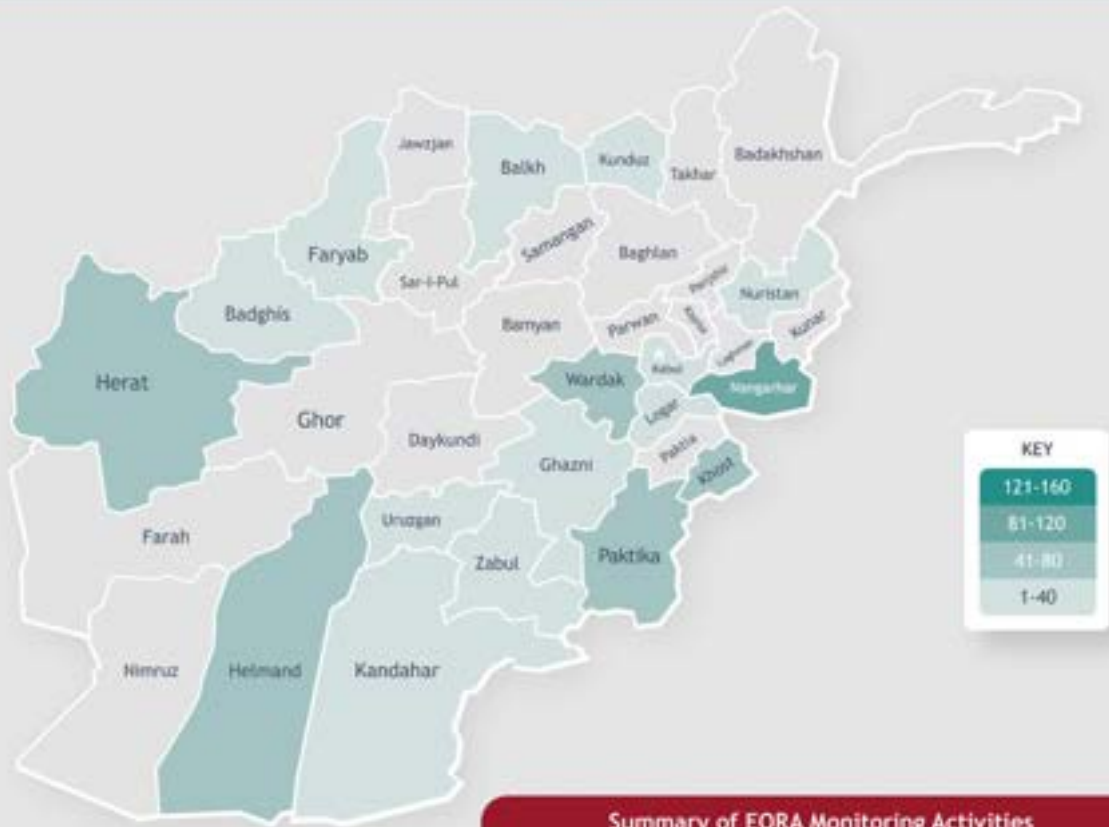 Jawzjan
Balkh
Kunduz
Takhar
Badakhshan
Faryab
Samangan
Baghlan
Sar-i-Pul
Nuristan
Badghis
Bamyan
Parwan
Kunar
Herat
Wardak
Kabul
Laghman
Nangarhar
Ghor
Logar
Daykundi
Paktia
Ghazni
Khost
Uruzgan
Farah
Zabul
Paktika
Nimruz
Helmand
Kandahar
KEY
121-160
81-120
41-80
1-40
Summary of EORA Monitoring Activities